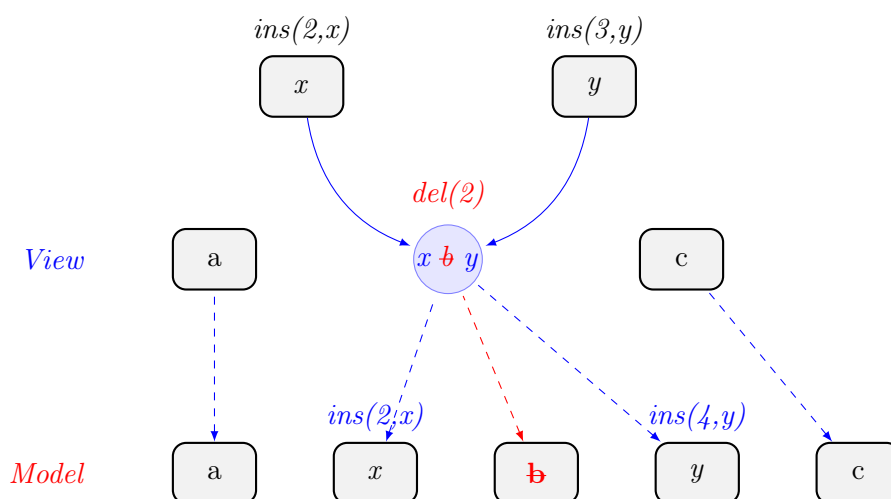 ins(2,x) ins(3,y)
x y
del(2)
View a x b y c
ins(2,x) ins(4,y)
Model a x b y c